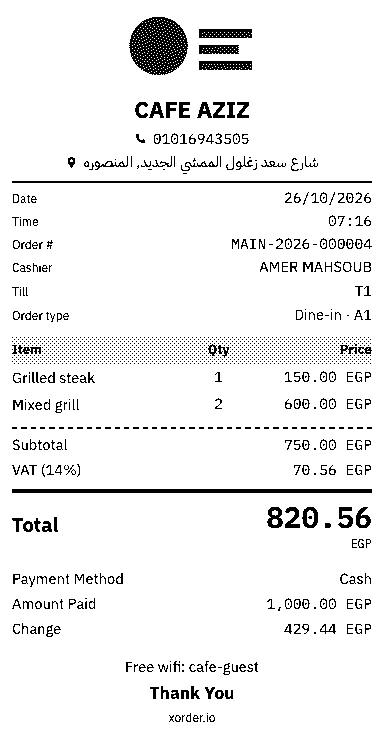 CAFE AZIZ
01016943505
شارع سعد زغلول الممشي الجديد, المنصوره
Date 26/10/2026
Time 07:16
Order # MAIN-2026-000004
Cashier AMER MAHSOUB
Till T1
Order type Dine-in · A1
Item Qty Price
Grilled steak 1 150.00 EGP
Mixed grill 2 600.00 EGP
Subtotal 750.00 EGP
VAT (14%) 70.56 EGP
Total 820.56
EGP
Payment Method Cash
Amount Paid 1,000.00 EGP
Change 429.44 EGP
Free wifi: cafe-guest
Thank You
xorder.io